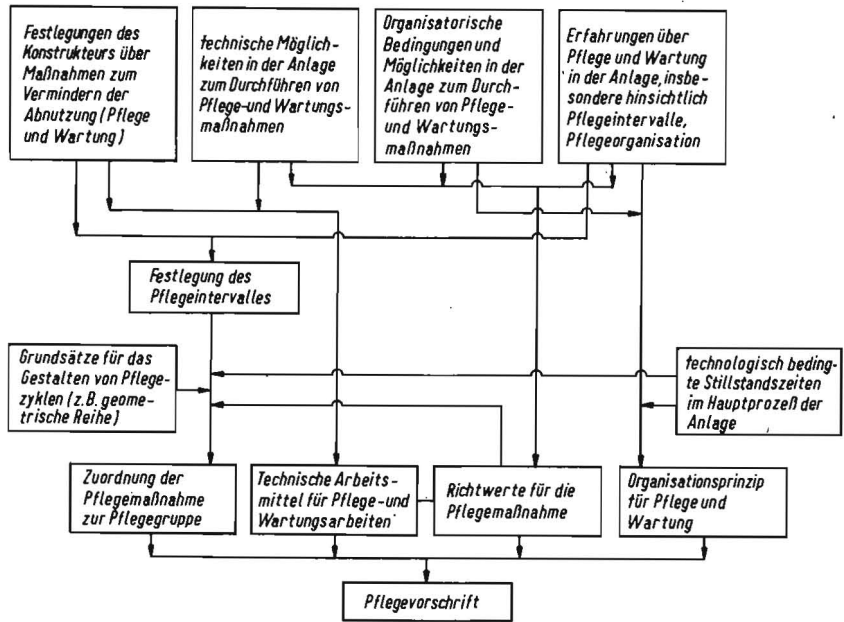 Festlegungen des
Konstrukteurs über
Maßnahmen zum
Vermindern der
Abnutzung (Pflege
und Wartung)
technische Möglich-
keiten in der Anlage
zum Durchführen von
Pflege- und Wartungs-
maßnahmen
Organisatorische
Bedingungen und
Möglichkeiten in der
Anlage zum Durch-
führen von Pflege-
und Wartungs-
maßnahmen
Erfahrungen über
Pflege und Wartung
in der Anlage, insbe-
sondere hinsichtlich
Pflegeintervalle,
Pflegeorganisation
Festlegung des
Pflegeintervalles
Grundsätze für das
Gestalten von Pflege-
zyklen (z.B. geome-
trische Reihe)
technologisch beding-
te Stillstandszeiten
im Hauptprozeß der
Anlage
Zuordnung der
Pflegemaßnahme
zur Pflegegruppe
Technische Arbeits-
mittel für Pflege- und
Wartungsarbeiten
Richtwerte für die
Pflegemaßnahme
Organisationsprinzip
für Pflege und
Wartung
Pflegevorschrift